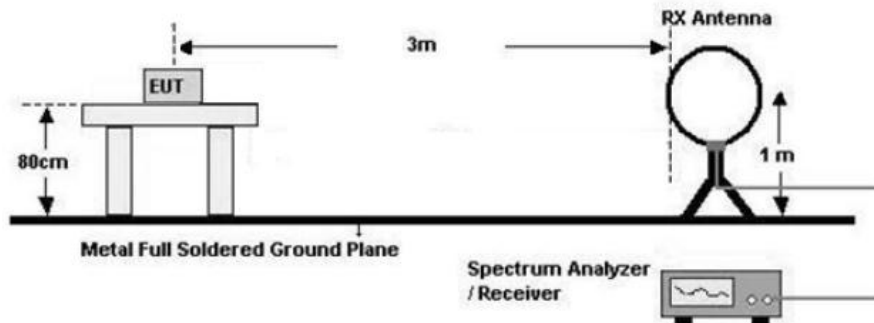 RX Antenna
3m
EUT
80cm
1 m
Metal Full Soldered Ground Plane
Spectrum Analyzer
/ Receiver